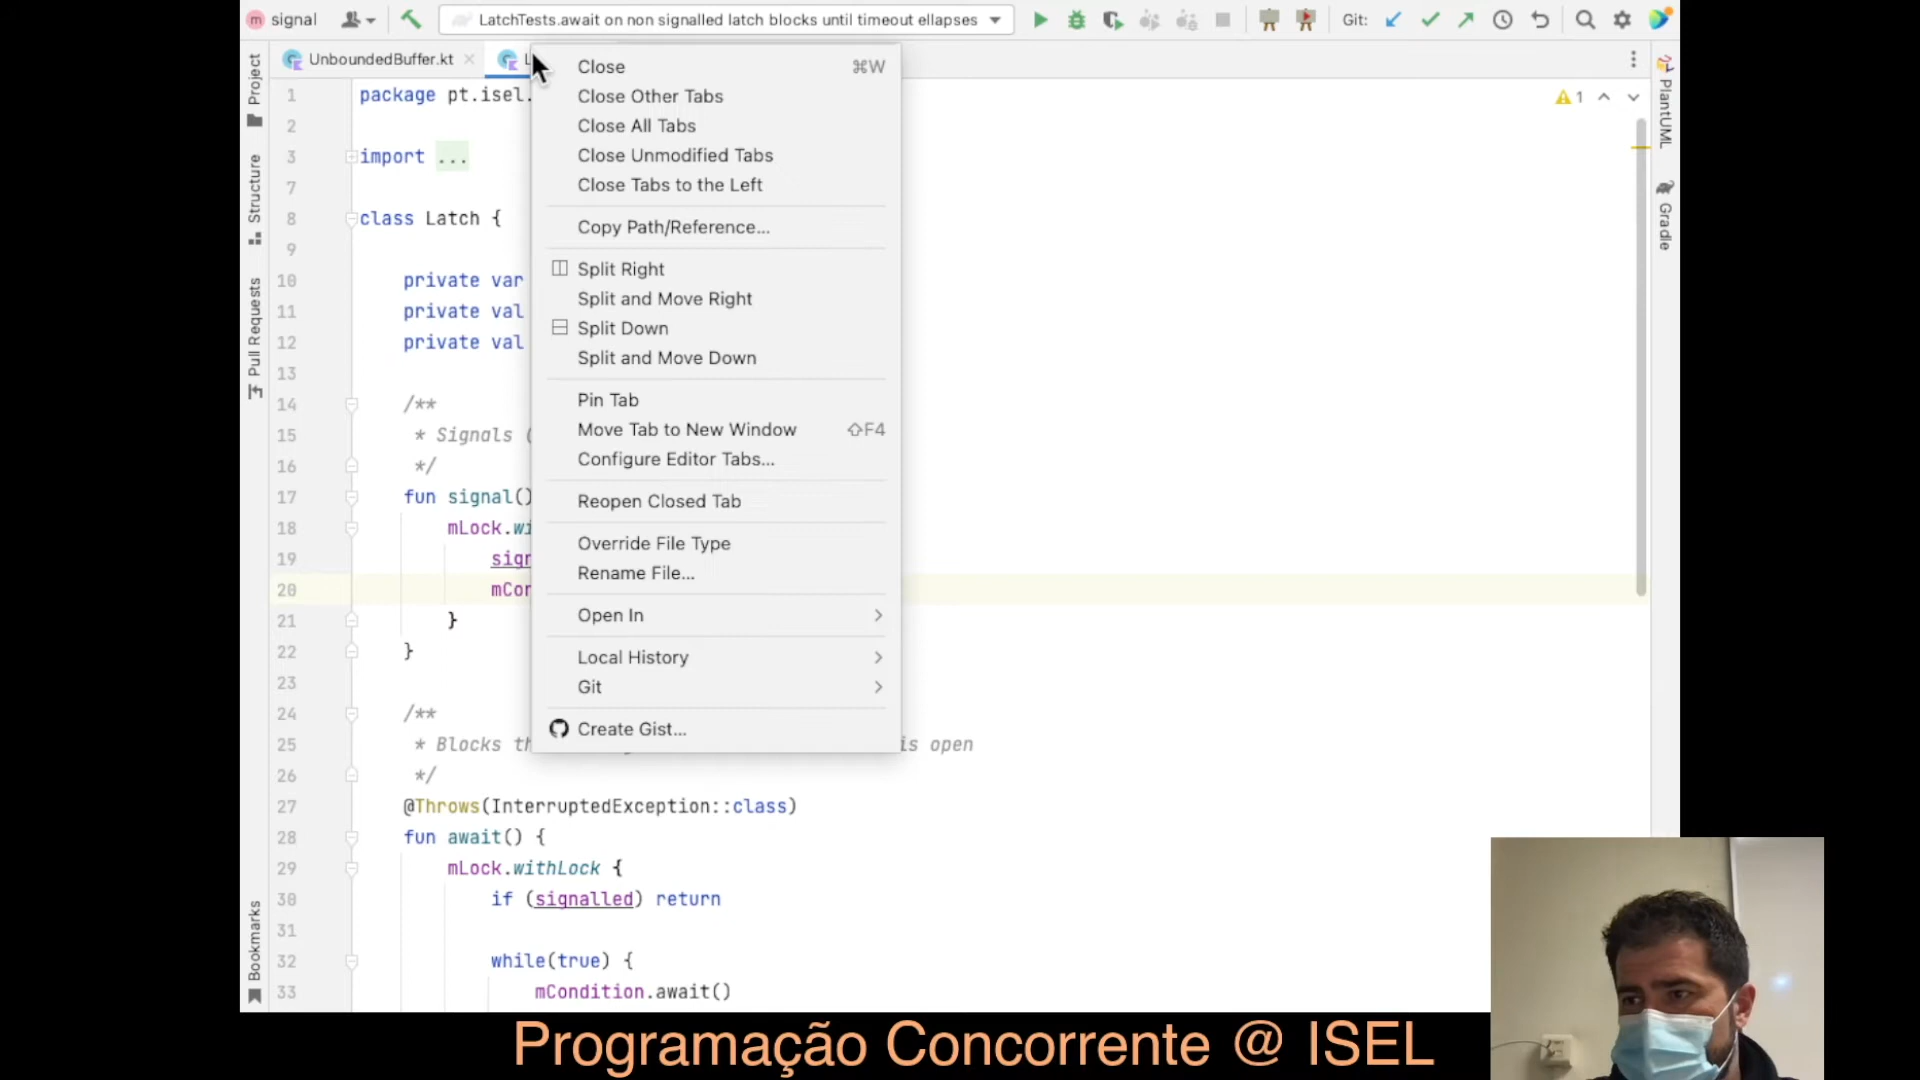 signal
LatchTests.await on non signalled latch blocks until timeout ellapses
Git:
UnboundedBuffer.kt
L
Project
Structure
Pull Requests
Bookmarks
PlantUML
Gradle
1
Close ⌘W
Close Other Tabs
Close All Tabs
Close Unmodified Tabs
Close Tabs to the Left
Copy Path/Reference...
Split Right
Split and Move Right
Split Down
Split and Move Down
Pin Tab
Move Tab to New Window ⇧F4
Configure Editor Tabs...
Reopen Closed Tab
Override File Type
Rename File...
Open In
Local History
Git
Create Gist...
1 package pt.isel.
2
3 import ...
7
8 class Latch {
9
10 private var
11 private val
12 private val
13
14 /**
15 * Signals (
16 */
17 fun signal()
18 mLock.wi
19 sign
20 mCon
21 }
22 }
23
24 /**
25 * Blocks th is open
26 */
27 @Throws(InterruptedException::class)
28 fun await() {
29 mLock.withLock {
30 if (signalled) return
31
32 while(true) {
33 mCondition.await()
Programação Concorrente @ ISEL